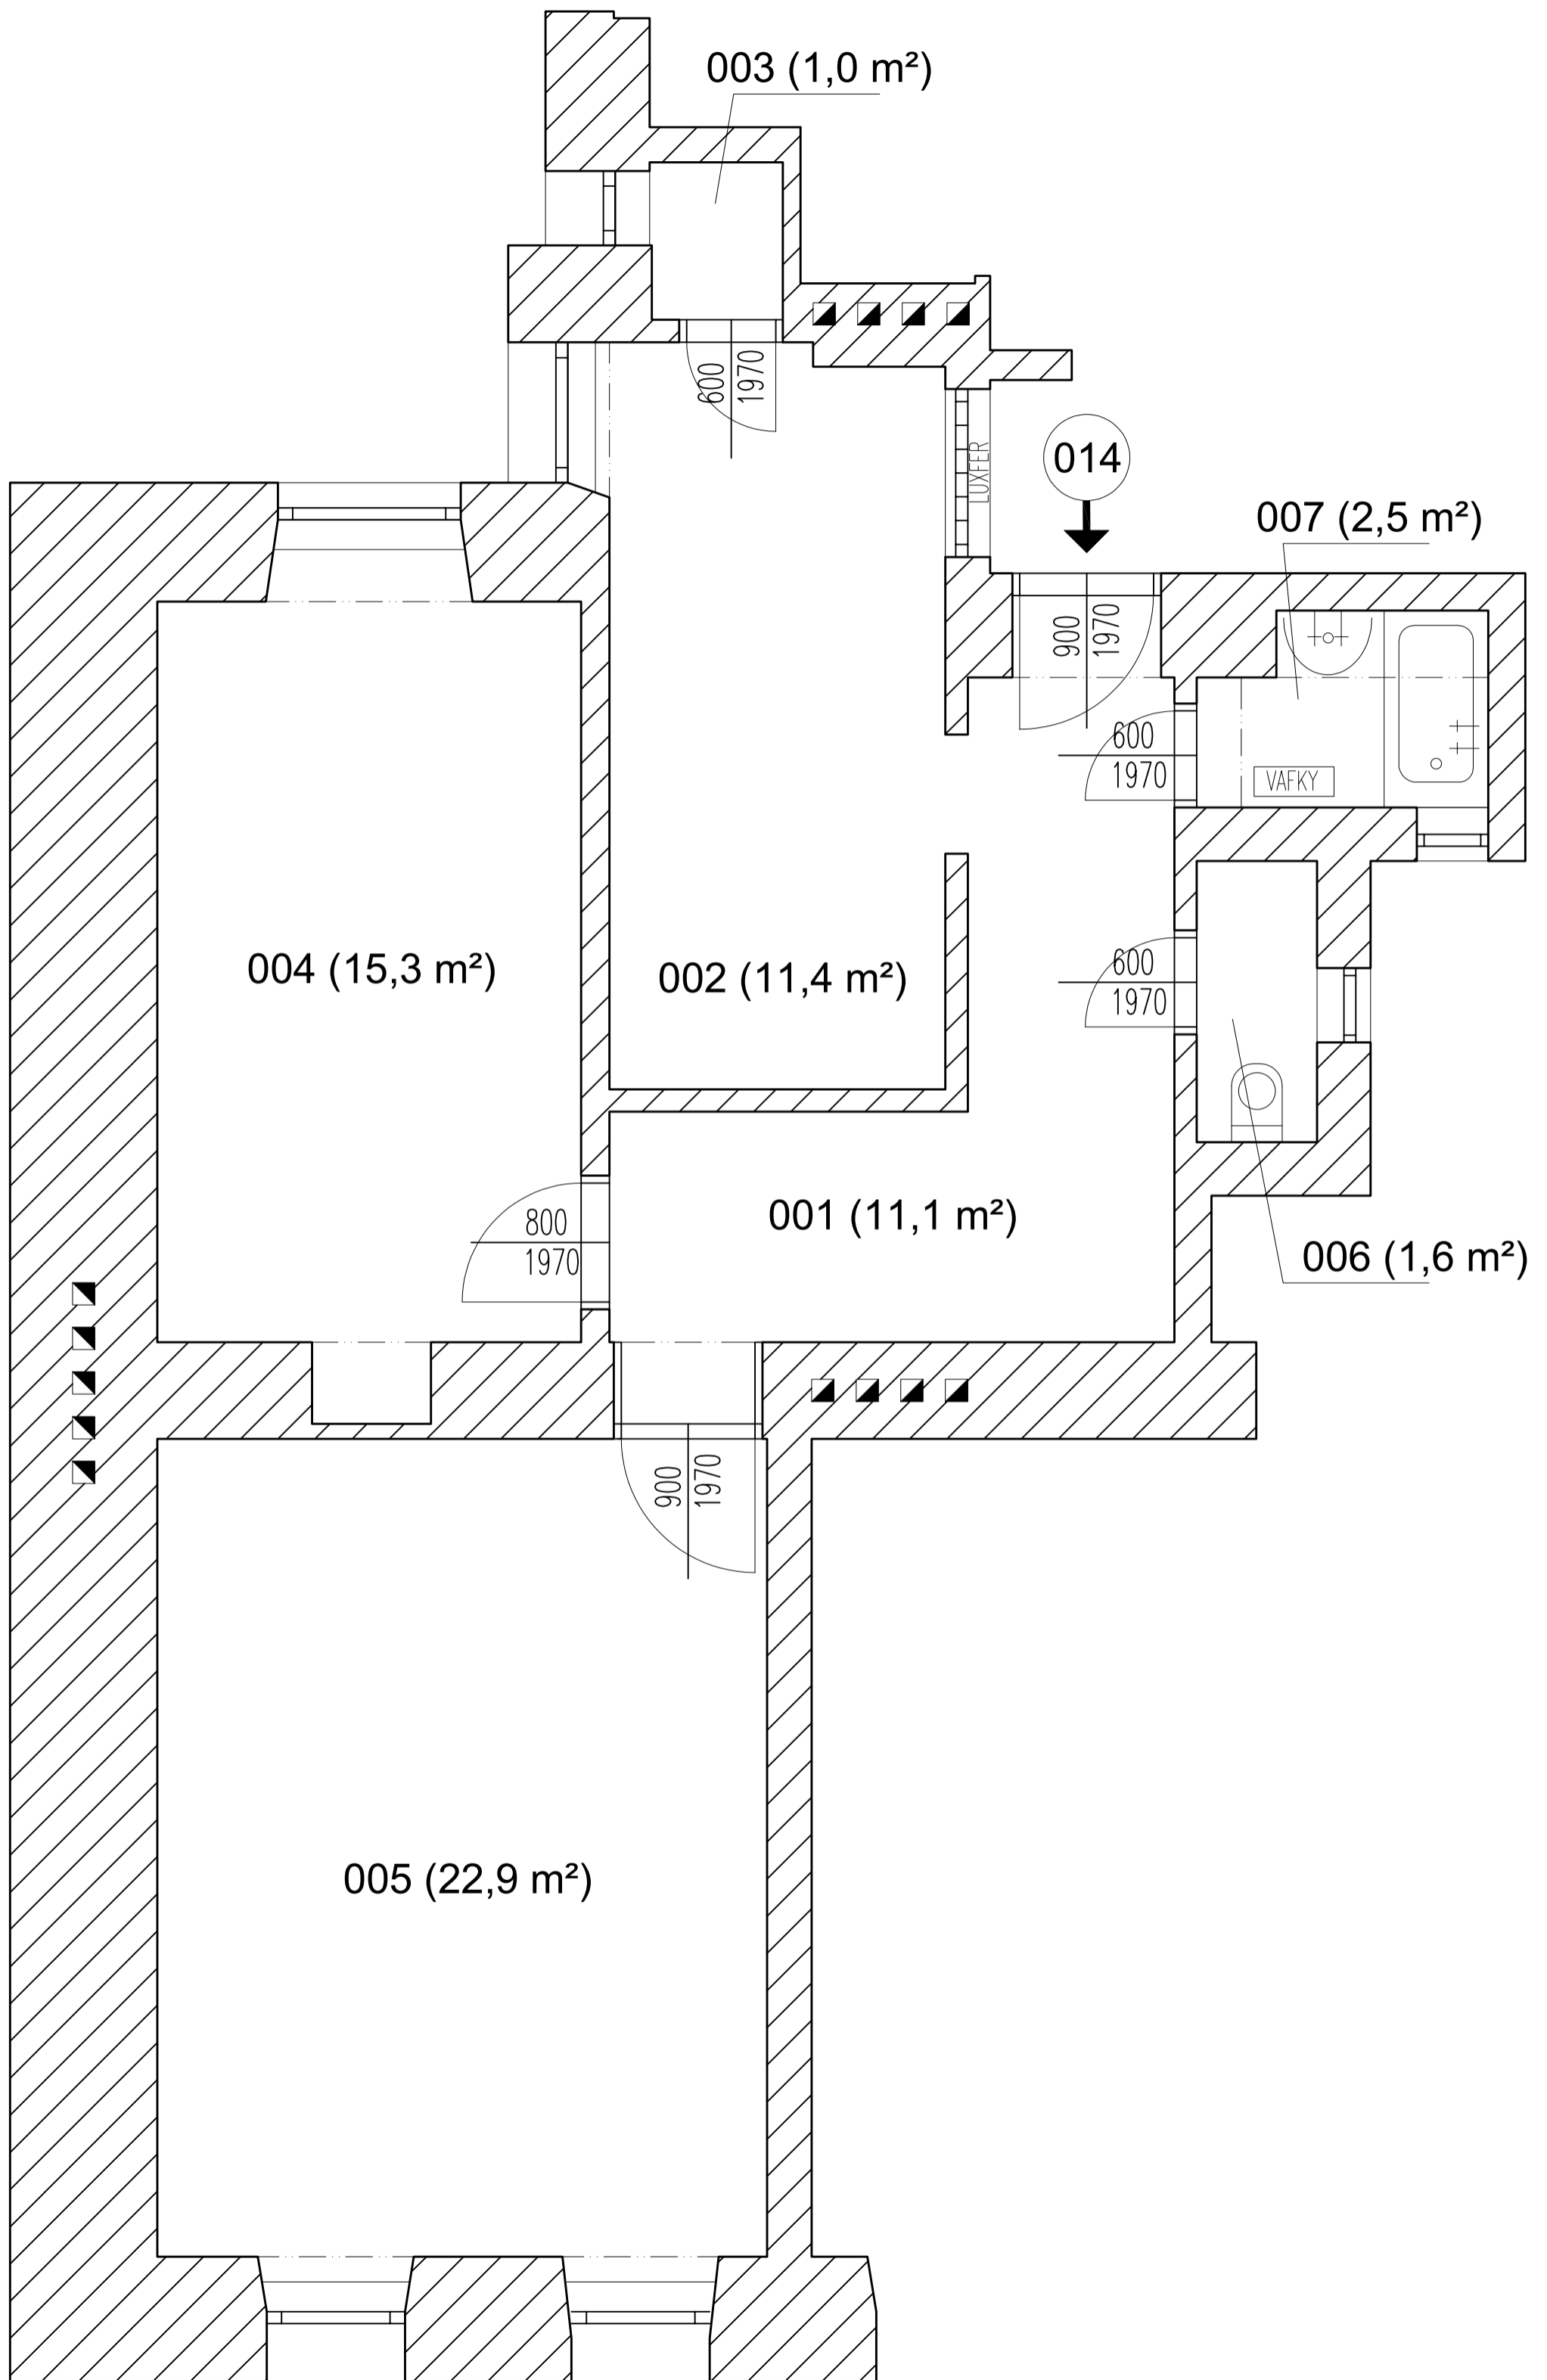 003 (1,0 m²)
600
1970
LUXFER
014
007 (2,5 m²)
900
1970
600
1970
VAFKY
004 (15,3 m²)
002 (11,4 m²)
600
1970
800
1970
001 (11,1 m²)
006 (1,6 m²)
900
1970
005 (22,9 m²)